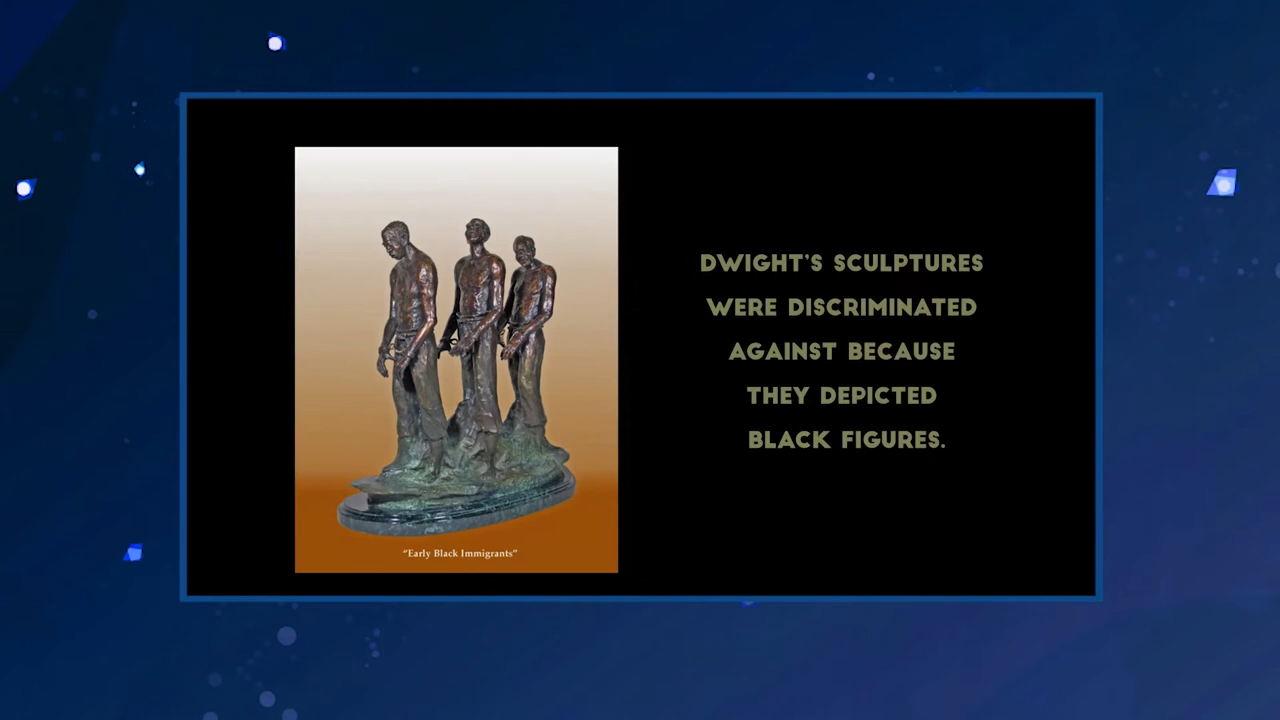 DWIGHT'S SCULPTURES
WERE DISCRIMINATED
AGAINST BECAUSE
THEY DEPICTED
BLACK FIGURES.
"Early Black Immigrants"